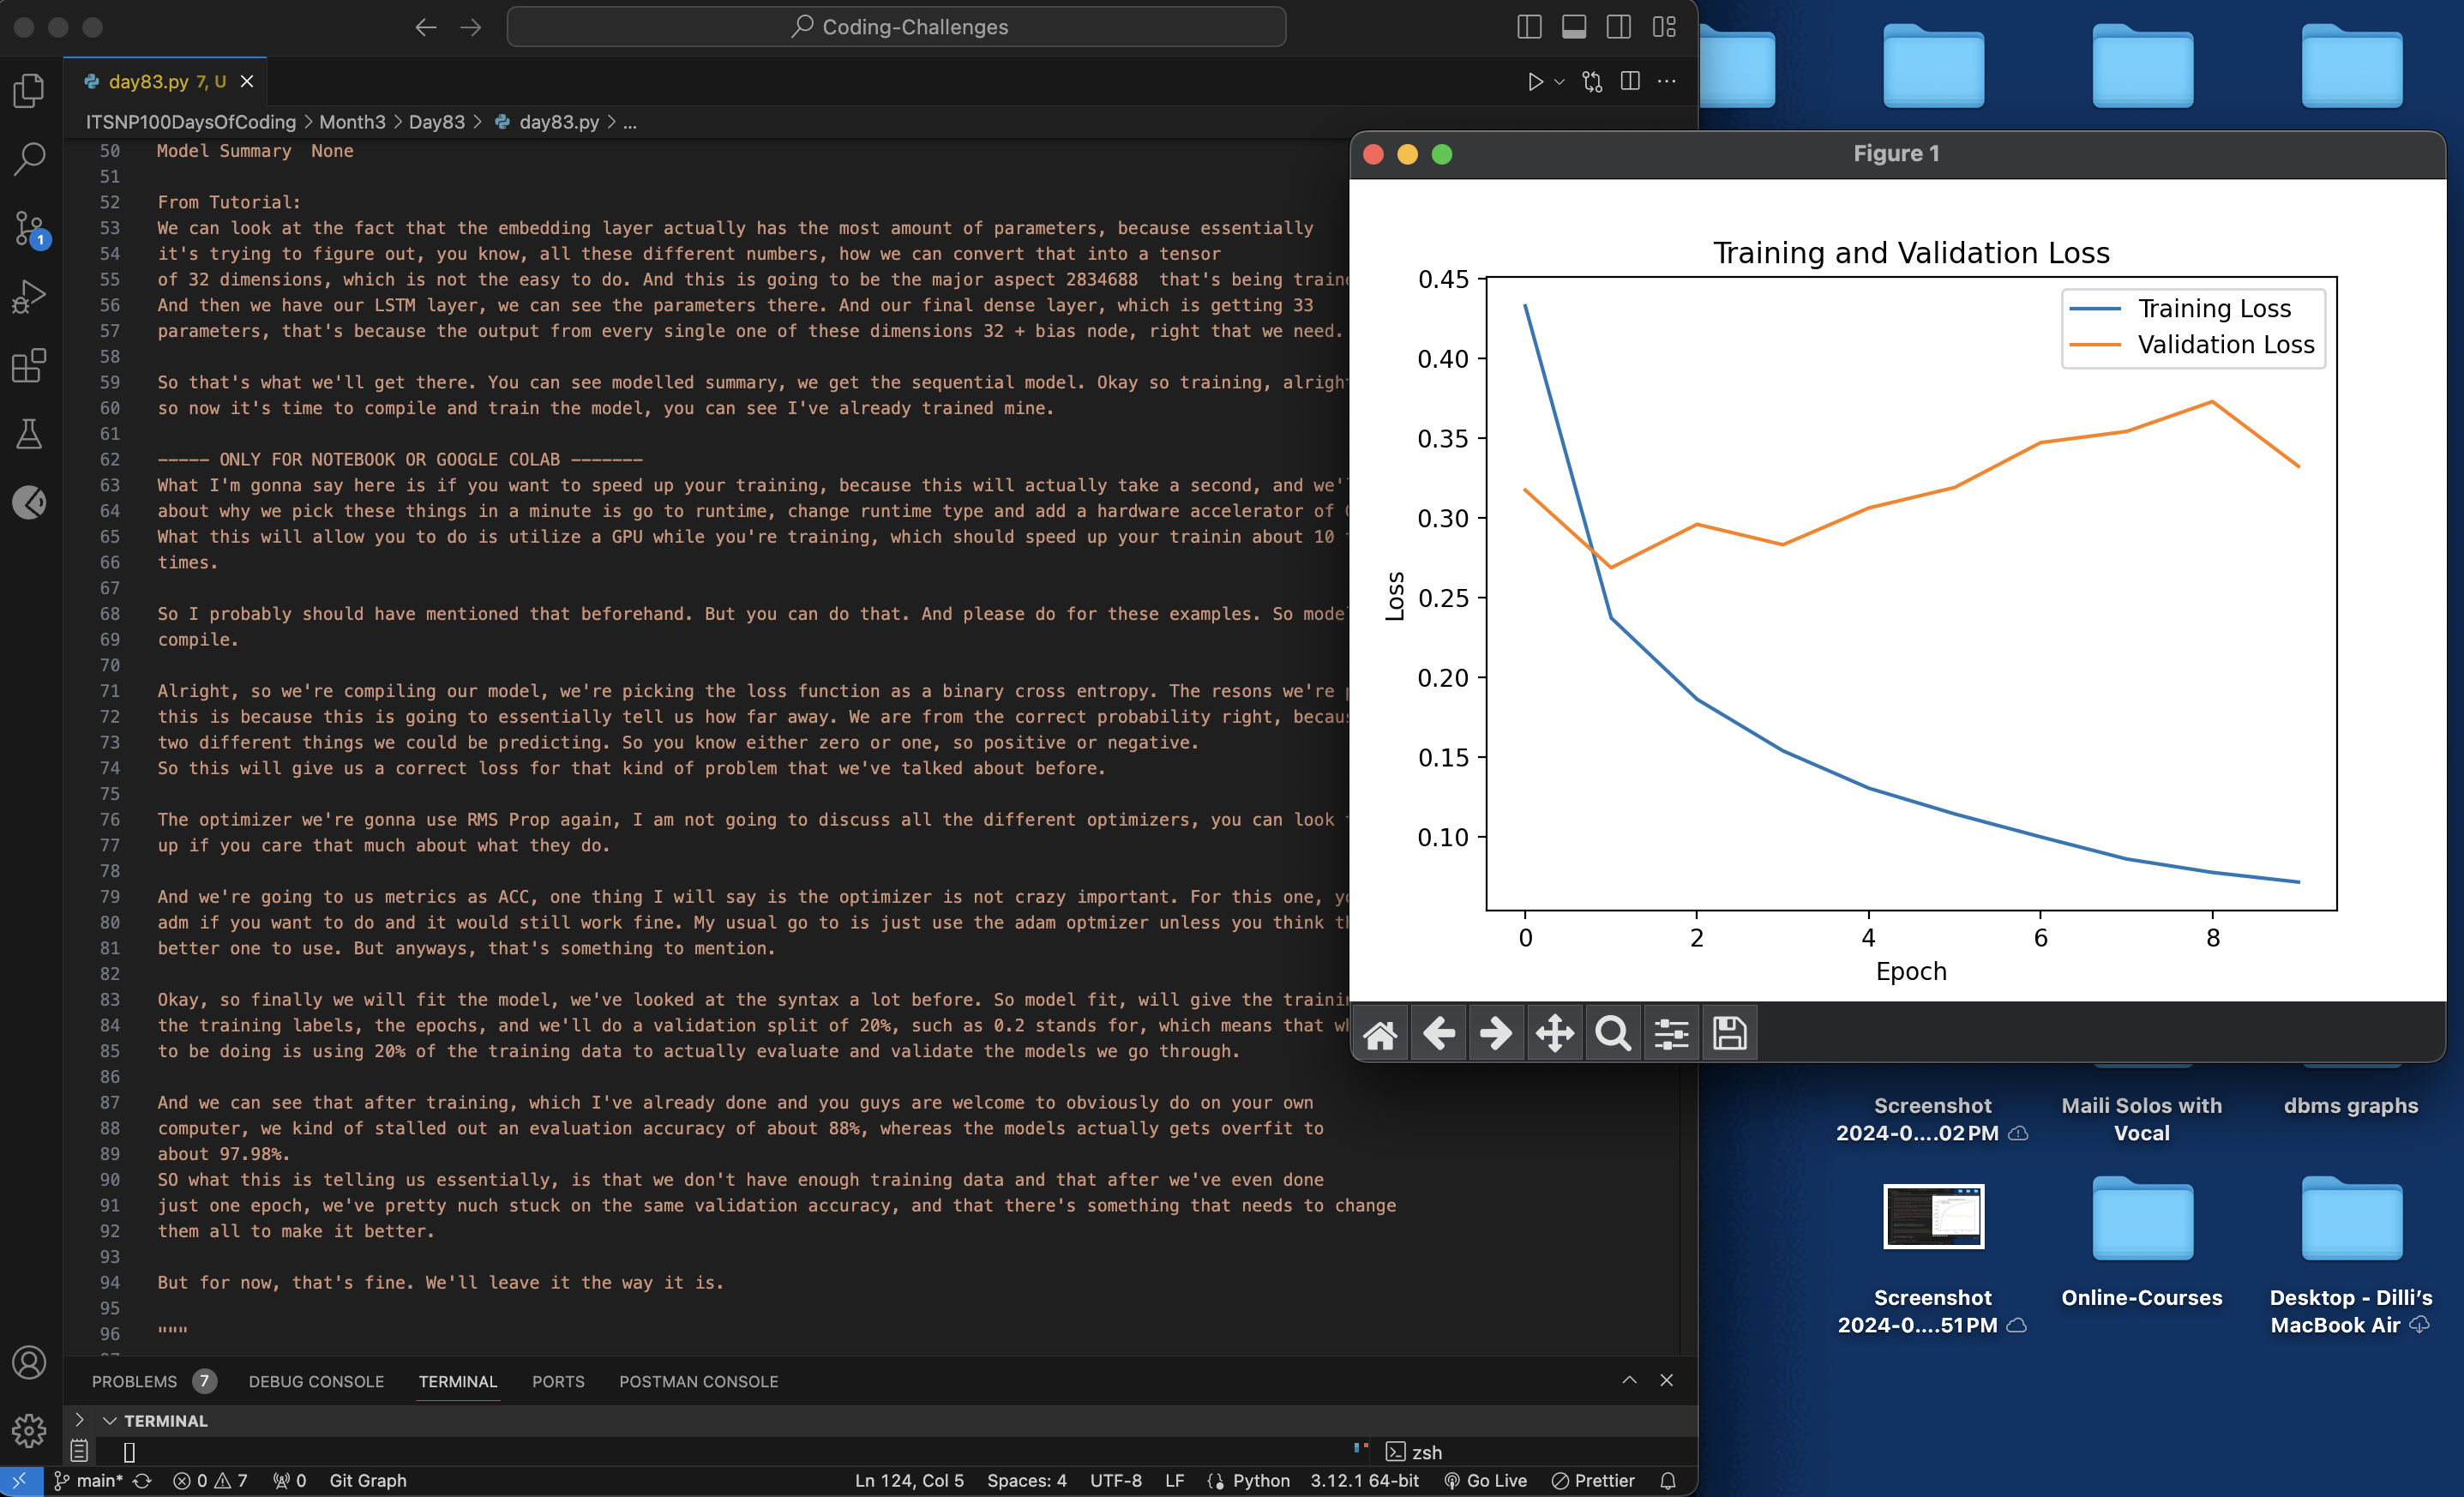 Coding-Challenges
day83.py 7, U
ITSNP100DaysOfCoding > Month3 > Day83 > day83.py > ...
50 Model Summary None
51
52 From Tutorial:
53 We can look at the fact that the embedding layer actually has the most amount of parameters, because essentially
54 it's trying to figure out, you know, all these different numbers, how we can convert that into a tensor
55 of 32 dimensions, which is not the easy to do. And this is going to be the major aspect 2834688 that's being
56 And then we have our LSTM layer, we can see the parameters there. And our final dense layer, which is getting 33
57 parameters, that's because the output from every single one of these dimensions 32 + bias node, right that we need.
58
59 So that's what we'll get there. You can see modelled summary, we get the sequential model. Okay so training,
60 so now it's time to compile and train the model, you can see I've already trained mine.
61
62 ----- ONLY FOR NOTEBOOK OR GOOGLE COLAB -------
63 What I'm gonna say here is if you want to speed up your training, because this will actually take a second, and
64 about why we pick these things in a minute is go to runtime, change runtime type and add a hardware accelerator of
65 What this will allow you to do is utilize a GPU while you're training, which should speed up your trainin about 10
66 times.
67
68 So I probably should have mentioned that beforehand. But you can do that. And please do for these examples. So
69 compile.
70
71 Alright, so we're compiling our model, we're picking the loss function as a binary cross entropy. The resons we're
72 this is because this is going to essentially tell us how far away. We are from the correct probability right,
73 two different things we could be predicting. So you know either zero or one, so positive or negative.
74 So this will give us a correct loss for that kind of problem that we've talked about before.
75
76 The optimizer we're gonna use RMS Prop again, I am not going to discuss all the different optimizers, you can look
77 up if you care that much about what they do.
78
79 And we're going to us metrics as ACC, one thing I will say is the optimizer is not crazy important. For this one,
80 adm if you want to do and it would still work fine. My usual go to is just use the adam optmizer unless you think
81 better one to use. But anyways, that's something to mention.
82
83 Okay, so finally we will fit the model, we've looked at the syntax a lot before. So model fit, will give the
84 the training labels, the epochs, and we'll do a validation split of 20%, such as 0.2 stands for, which means that
85 to be doing is using 20% of the training data to actually evaluate and validate the models we go through.
86
87 And we can see that after training, which I've already done and you guys are welcome to obviously do on your own
88 computer, we kind of stalled out an evaluation accuracy of about 88%, whereas the models actually gets overfit to
89 about 97.98%.
90 SO what this is telling us essentially, is that we don't have enough training data and that after we've even done
91 just one epoch, we've pretty nuch stuck on the same validation accuracy, and that there's something that needs to change
92 them all to make it better.
93
94 But for now, that's fine. We'll leave it the way it is.
95
96 """
PROBLEMS 7 DEBUG CONSOLE TERMINAL PORTS POSTMAN CONSOLE
TERMINAL
zsh
main* 0 7 0 Git Graph Ln 124, Col 5 Spaces: 4 UTF-8 LF Python 3.12.1 64-bit Go Live Prettier
1
Figure 1
Training and Validation Loss
Training Loss
Validation Loss
0.45
0.40
0.35
0.30
0.25
0.20
0.15
0.10
Loss
0 2 4 6 8
Epoch
Screenshot
2024-0....02 PM
Maili Solos with
Vocal
dbms graphs
Screenshot
2024-0....51 PM
Online-Courses
Desktop - Dilli's
MacBook Air